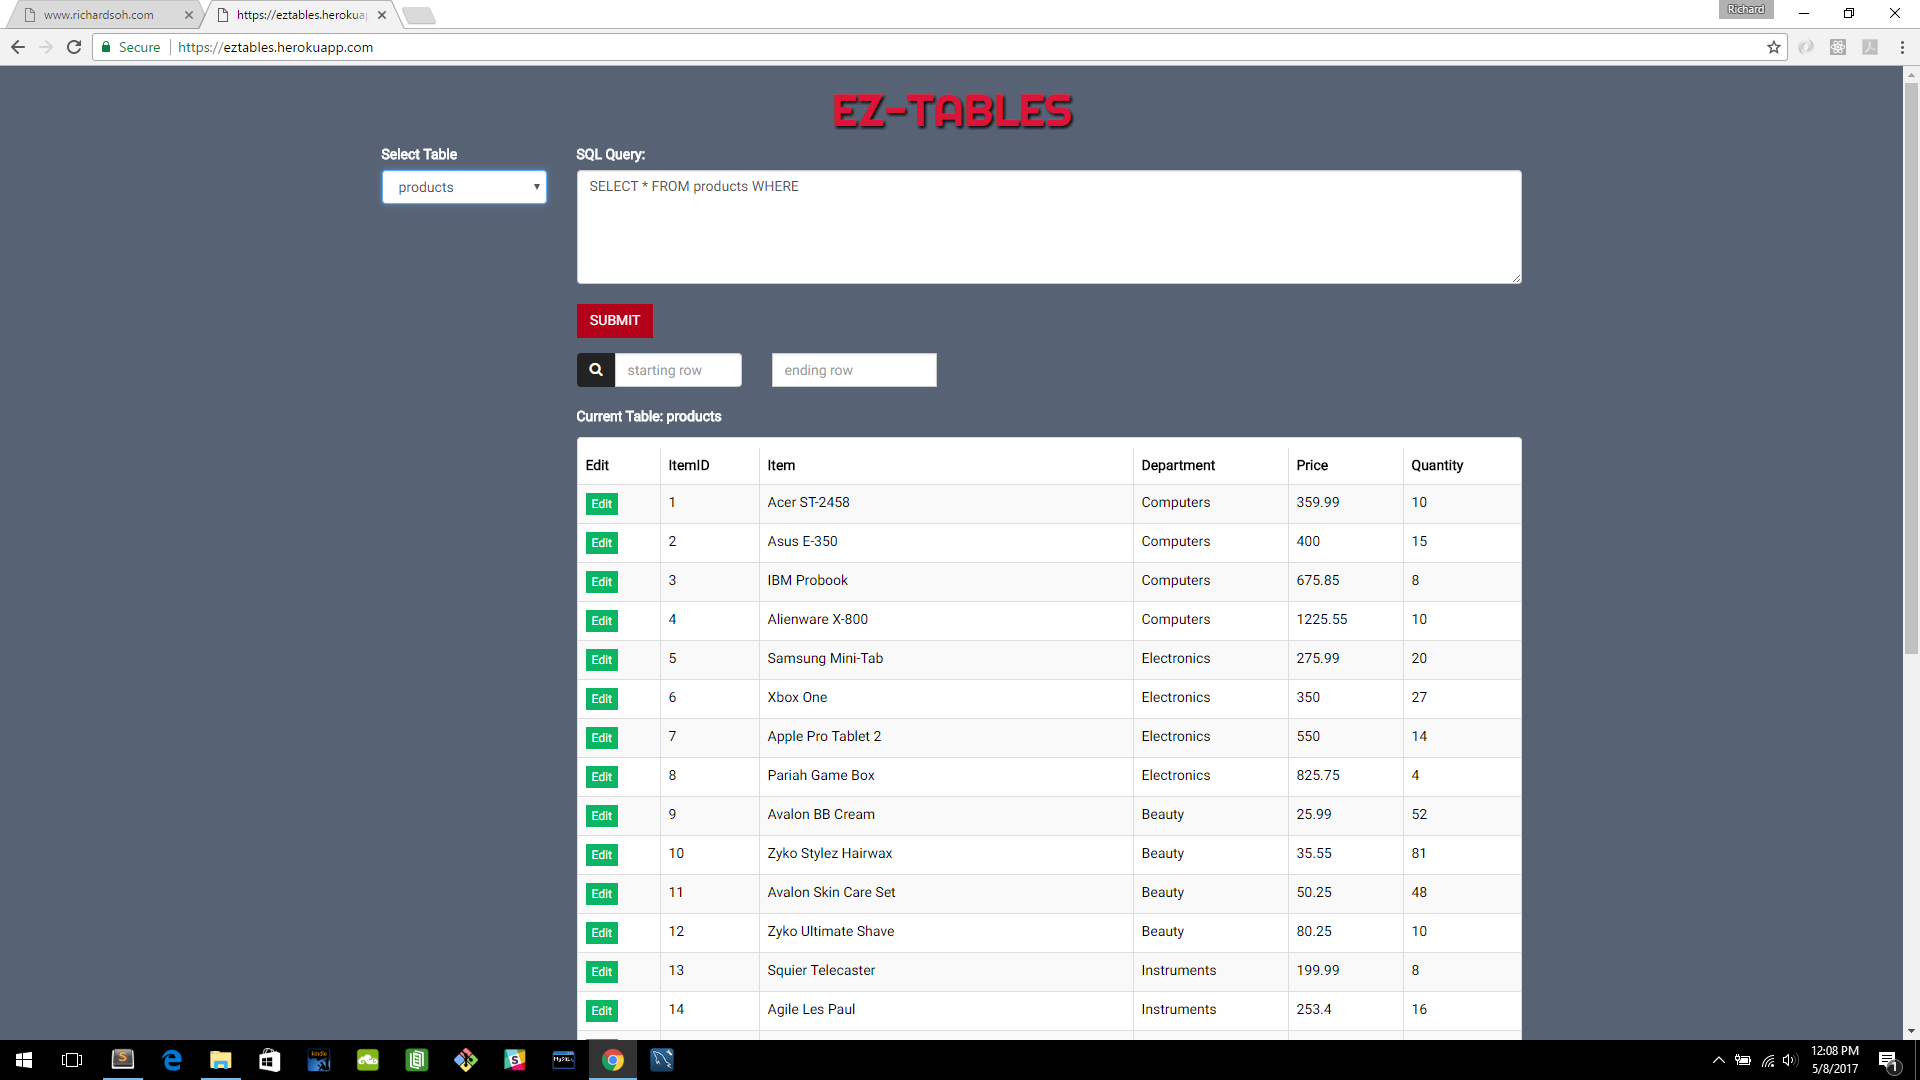 www.richardsoh.com
https://eztables.herokuap
Richard
Secure
https://eztables.herokuapp.com
EZ-TABLES
Select Table
SQL Query:
products
SELECT * FROM products WHERE
SUBMIT
starting row
ending row
Current Table: products
Edit ItemID Item Department Price Quantity
Edit 1 Acer ST-2458 Computers 359.99 10
Edit 2 Asus E-350 Computers 400 15
Edit 3 IBM Probook Computers 675.85 8
Edit 4 Alienware X-800 Computers 1225.55 10
Edit 5 Samsung Mini-Tab Electronics 275.99 20
Edit 6 Xbox One Electronics 350 27
Edit 7 Apple Pro Tablet 2 Electronics 550 14
Edit 8 Pariah Game Box Electronics 825.75 4
Edit 9 Avalon BB Cream Beauty 25.99 52
Edit 10 Zyko Stylez Hairwax Beauty 35.55 81
Edit 11 Avalon Skin Care Set Beauty 50.25 48
Edit 12 Zyko Ultimate Shave Beauty 80.25 10
Edit 13 Squier Telecaster Instruments 199.99 8
Edit 14 Agile Les Paul Instruments 253.4 16
kindle
12:08 PM
5/8/2017
1